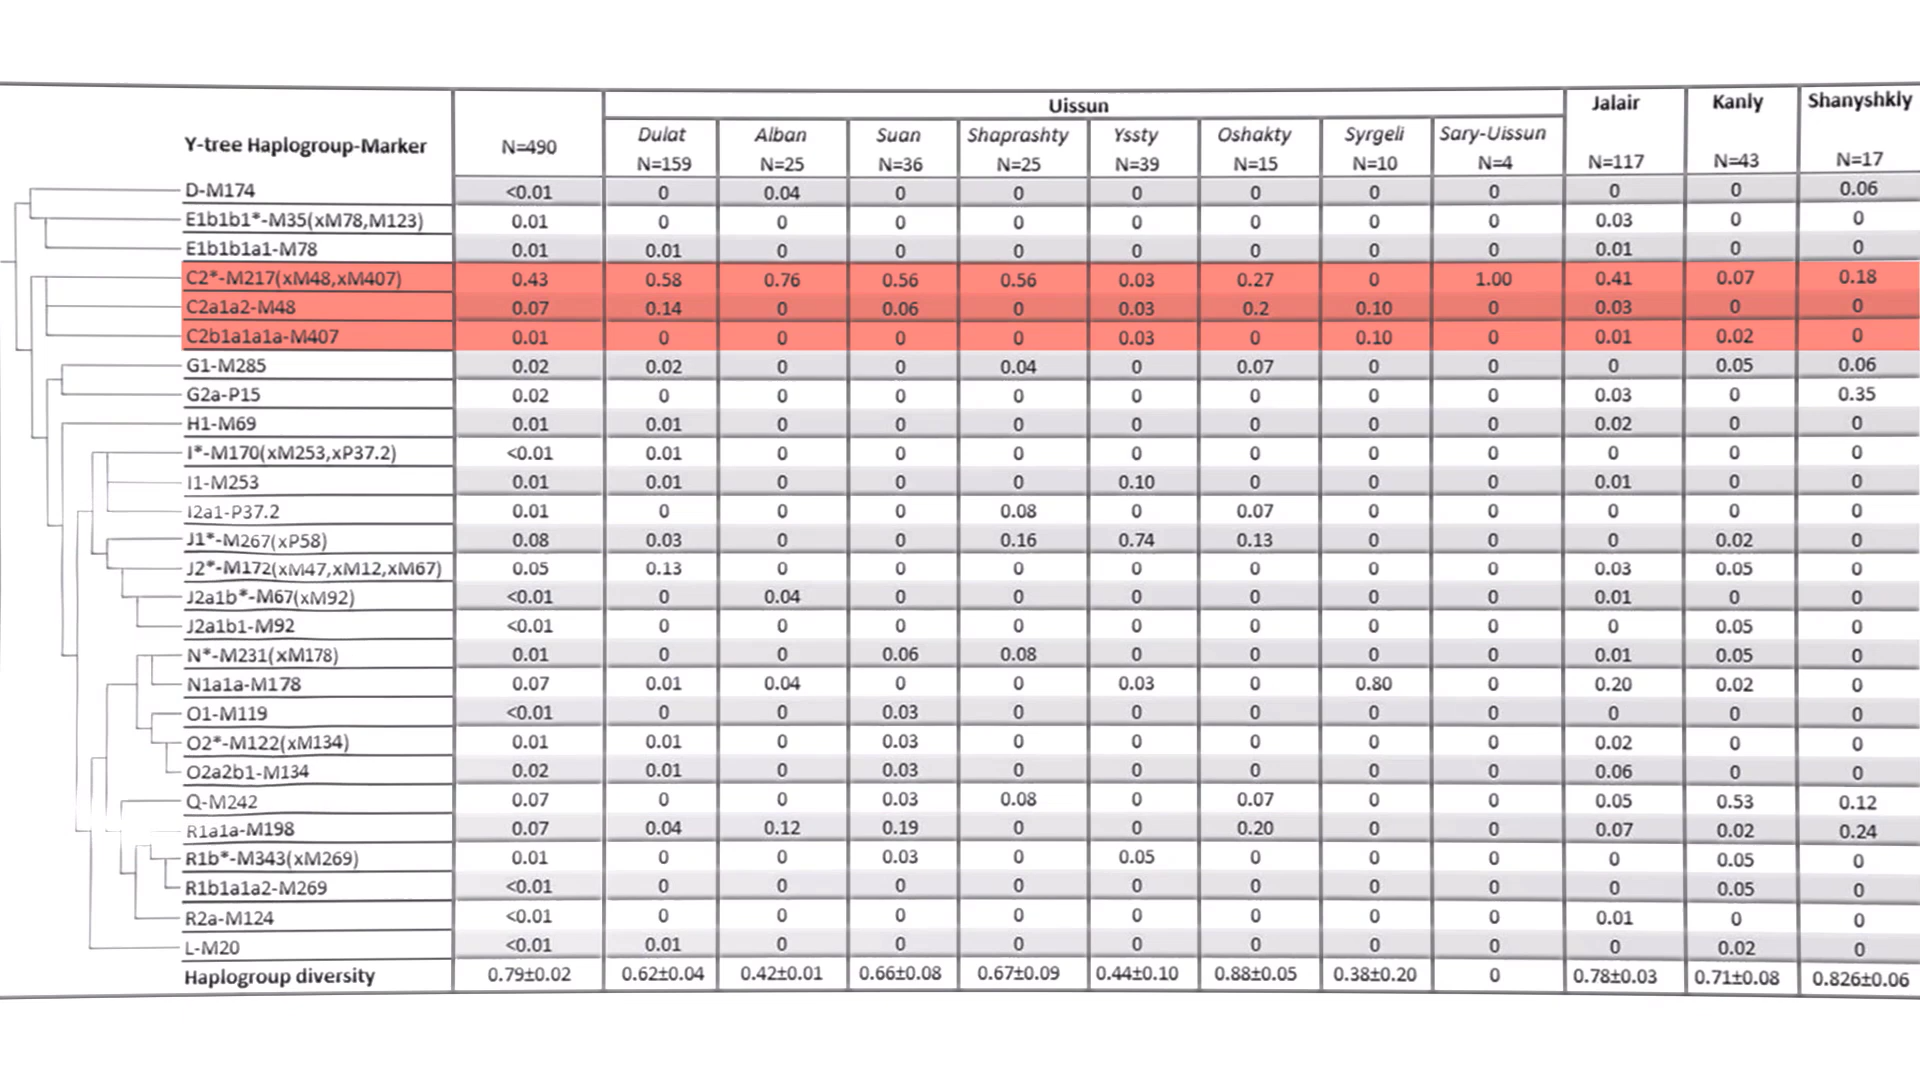 Uissun Jalair Kanly Shanyshkly
Y-tree Haplogroup-Marker N=490 Dulat Alban Suan Shaprashty Yssty Oshakty Syrgeli Sary-Uissun
N=159 N=25 N=36 N=25 N=39 N=15 N=10 N=4 N=117 N=43 N=17
D-M174 <0.01 0 0.04 0 0 0 0 0 0 0 0 0.06
E1b1b1*-M35(xM78,M123) 0.01 0 0 0 0 0 0 0 0 0.03 0 0
E1b1b1a1-M78 0.01 0.01 0 0 0 0 0 0 0 0.01 0 0
C2*-M217(xM48,xM407) 0.43 0.58 0.76 0.56 0.56 0.03 0.27 0 1.00 0.41 0.07 0.18
C2a1a2-M48 0.07 0.14 0 0.06 0 0.03 0.2 0.10 0 0.03 0 0
C2b1a1a1a-M407 0.01 0 0 0 0 0.03 0 0.10 0 0.01 0.02 0
G1-M285 0.02 0.02 0 0 0.04 0 0.07 0 0 0 0.05 0.06
G2a-P15 0.02 0 0 0 0 0 0 0 0 0.03 0 0.35
H1-M69 0.01 0.01 0 0 0 0 0 0 0 0.02 0 0
I*-M170(xM253,xP37.2) <0.01 0.01 0 0 0 0 0 0 0 0 0 0
I1-M253 0.01 0.01 0 0 0 0.10 0 0 0 0.01 0 0
I2a1-P37.2 0.01 0 0 0 0.08 0 0.07 0 0 0 0 0
J1*-M267(xP58) 0.08 0.03 0 0 0.16 0.74 0.13 0 0 0 0.02 0
J2*-M172(xM47,xM12,xM67) 0.05 0.13 0 0 0 0 0 0 0 0.03 0.05 0
J2a1b*-M67(xM92) <0.01 0 0.04 0 0 0 0 0 0 0.01 0 0
J2a1b1-M92 <0.01 0 0 0 0 0 0 0 0 0 0.05 0
N*-M231(xM178) 0.01 0 0 0.06 0.08 0 0 0 0 0.01 0.05 0
N1a1a-M178 0.07 0.01 0.04 0 0 0.03 0 0.80 0 0.20 0.02 0
O1-M119 <0.01 0 0 0.03 0 0 0 0 0 0 0 0
O2*-M122(xM134) 0.01 0.01 0 0.03 0 0 0 0 0 0.02 0 0
O2a2b1-M134 0.02 0.01 0 0.03 0 0 0 0 0 0.06 0 0
Q-M242 0.07 0 0 0.03 0.08 0 0.07 0 0 0.05 0.53 0.12
R1a1a-M198 0.07 0.04 0.12 0.19 0 0 0.20 0 0 0.07 0.02 0.24
R1b*-M343(xM269) 0.01 0 0 0.03 0 0.05 0 0 0 0 0.05 0
R1b1a1a2-M269 <0.01 0 0 0 0 0 0 0 0 0 0.05 0
R2a-M124 <0.01 0 0 0 0 0 0 0 0 0.01 0 0
L-M20 <0.01 0.01 0 0 0 0 0 0 0 0 0.02 0
Haplogroup diversity 0.79±0.02 0.62±0.04 0.42±0.01 0.66±0.08 0.67±0.09 0.44±0.10 0.88±0.05 0.38±0.20 0 0.78±0.03 0.71±0.08 0.826±0.06